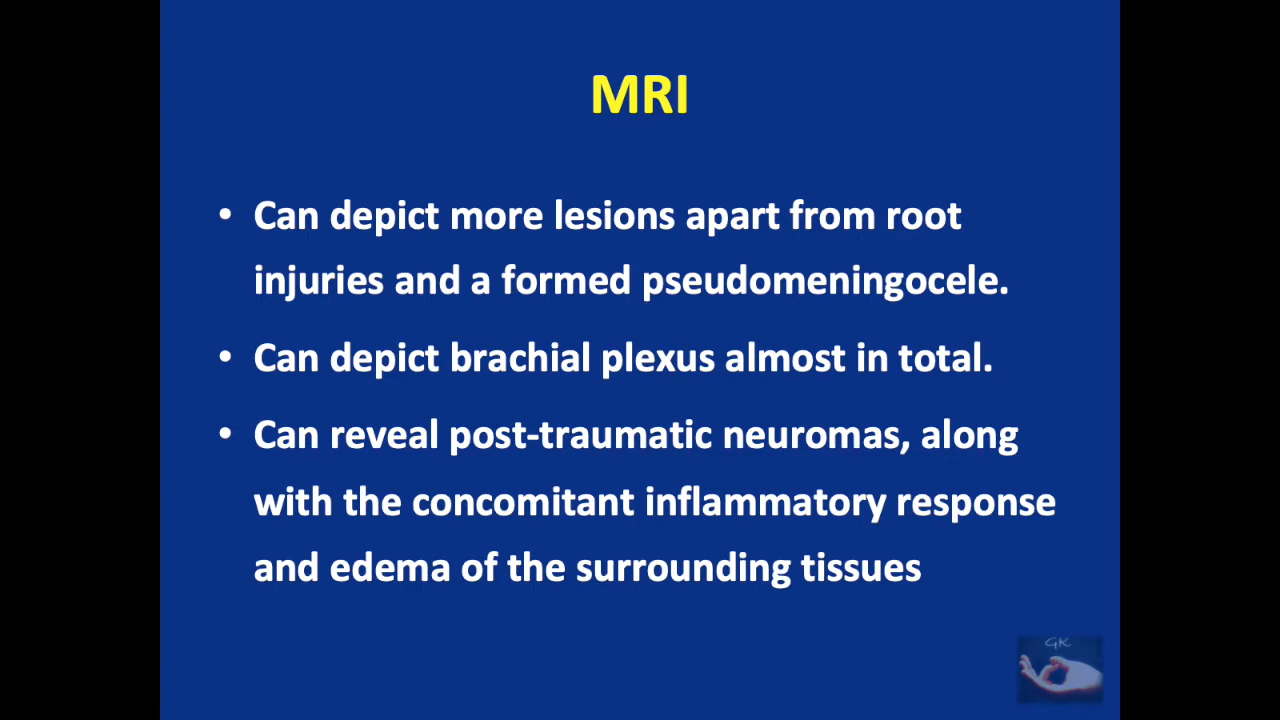 MRI
• Can depict more lesions apart from root
injuries and a formed pseudomeningocele.
• Can depict brachial plexus almost in total.
• Can reveal post-traumatic neuromas, along
with the concomitant inflammatory response
and edema of the surrounding tissues
GK